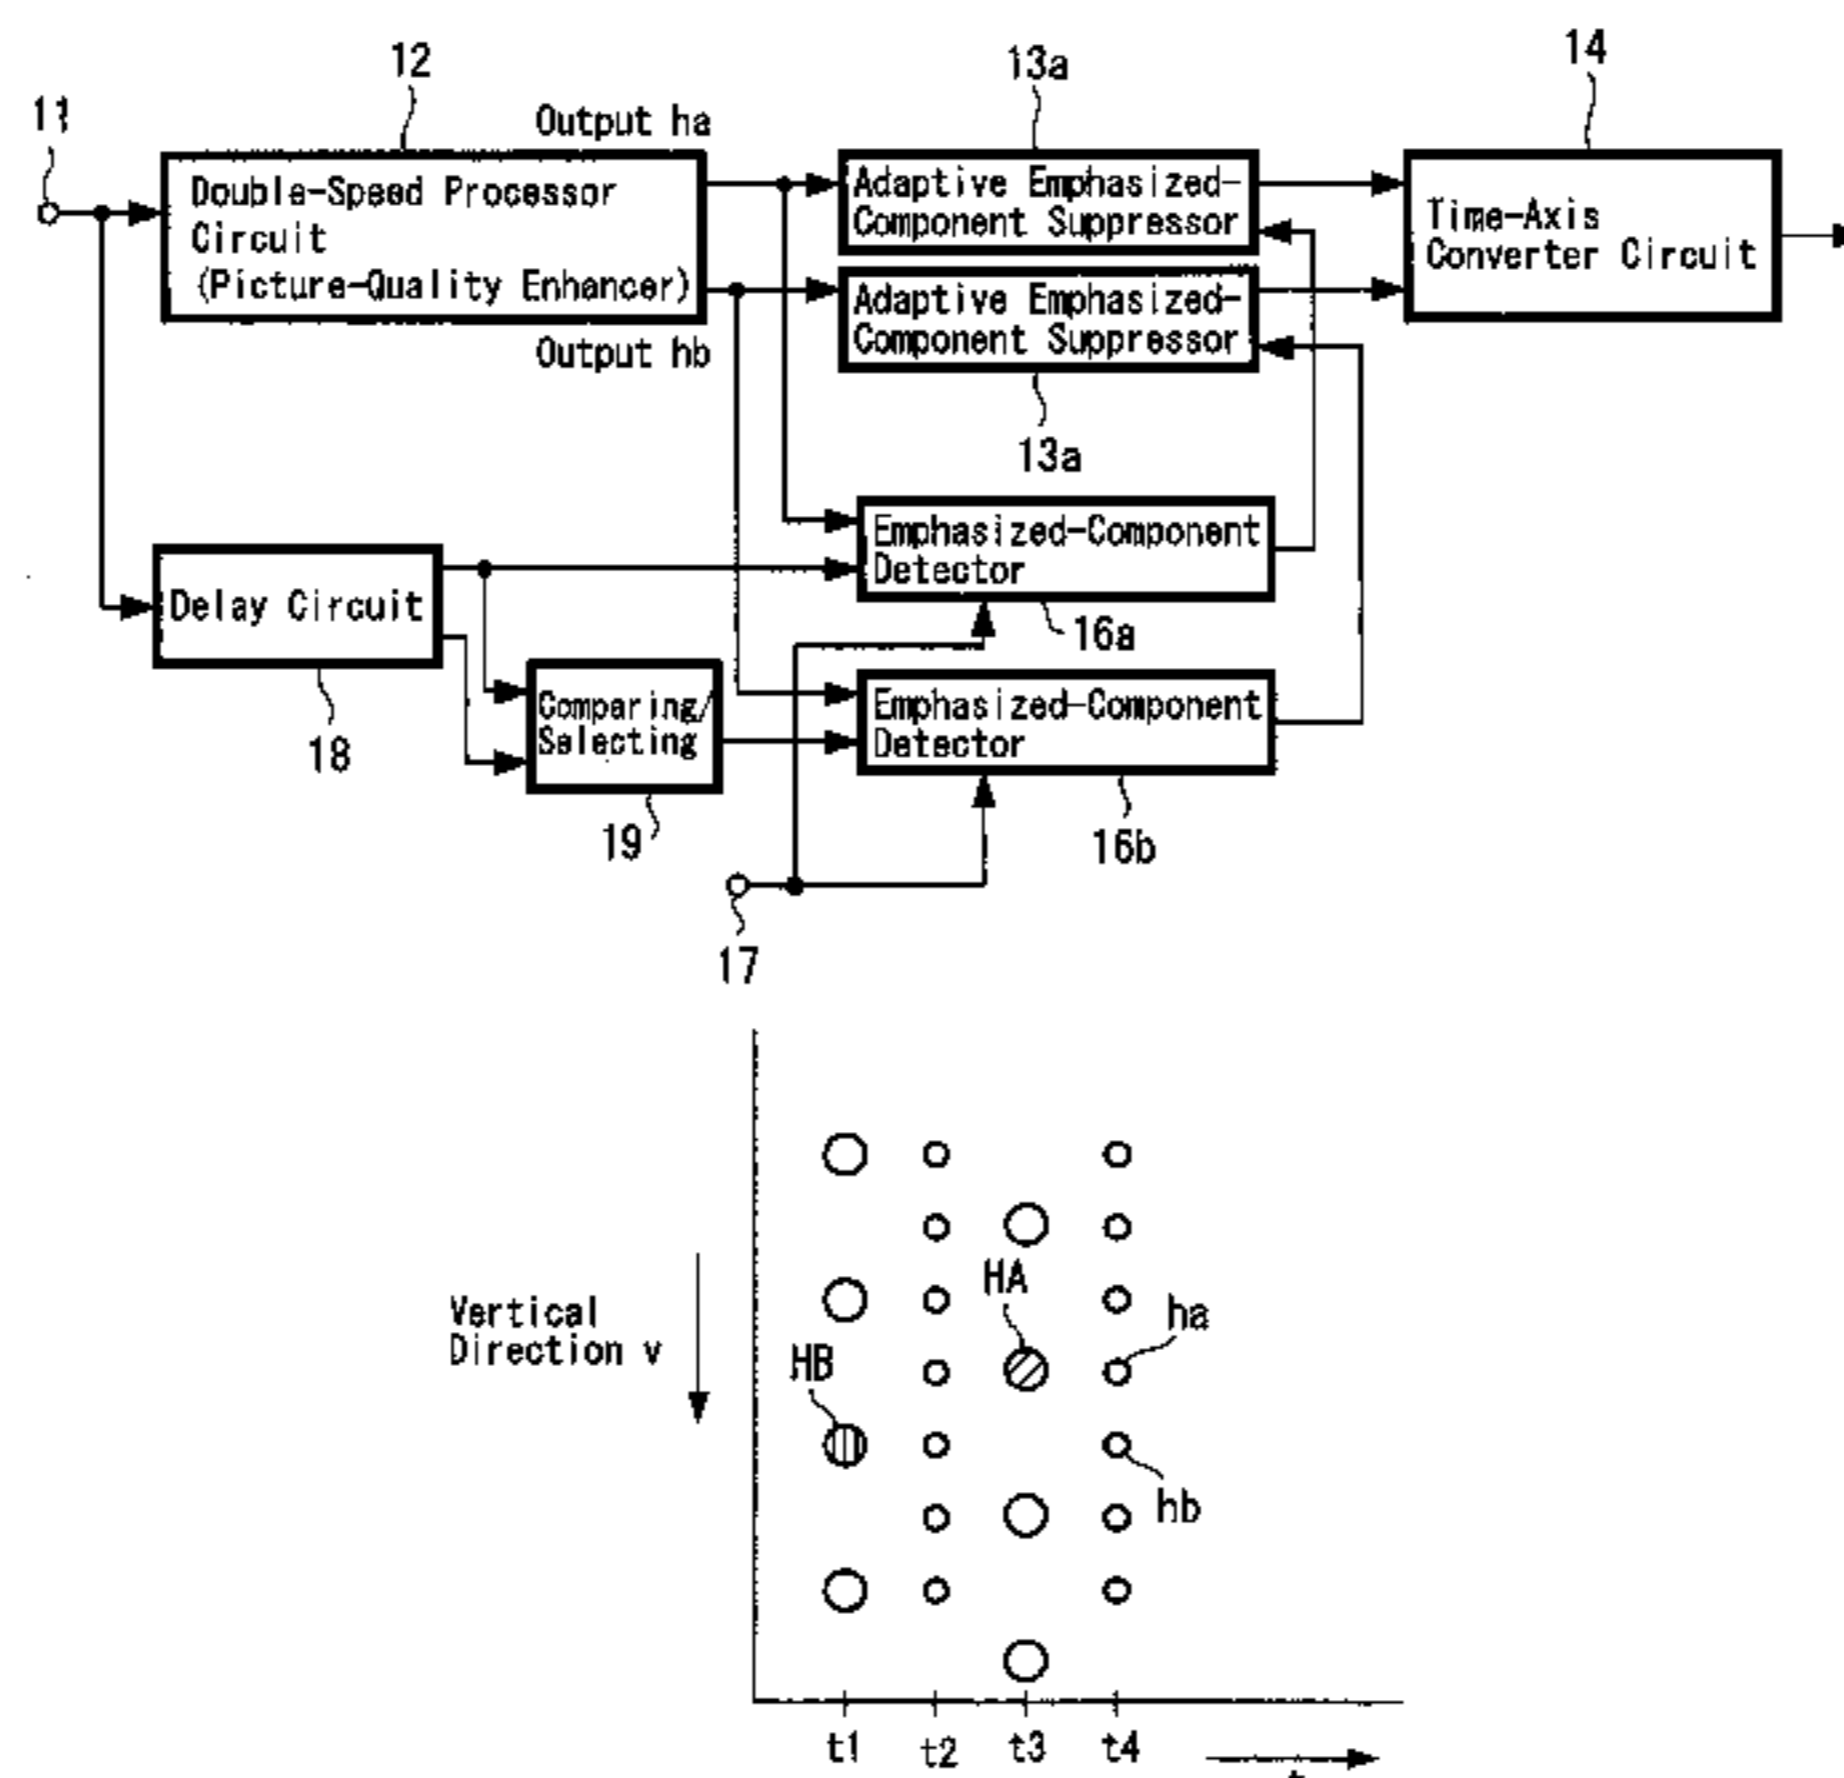 12
13a
14
11
Output ha
Double-Speed Processor
Circuit
(Picture-Quality Enhancer)
Adaptive Emphasized-
Component Suppressor
Time-Axis
Converter Circuit
Adaptive Emphasized-
Component Suppressor
Output hb
13a
Emphasized-Component
Detector
Delay Circuit
16a
Comparing/
Selecting
Emphasized-Component
Detector
18
19
16b
17
HA
ha
Vertical
Direction v
HB
hb
t1
t2
t3
t4